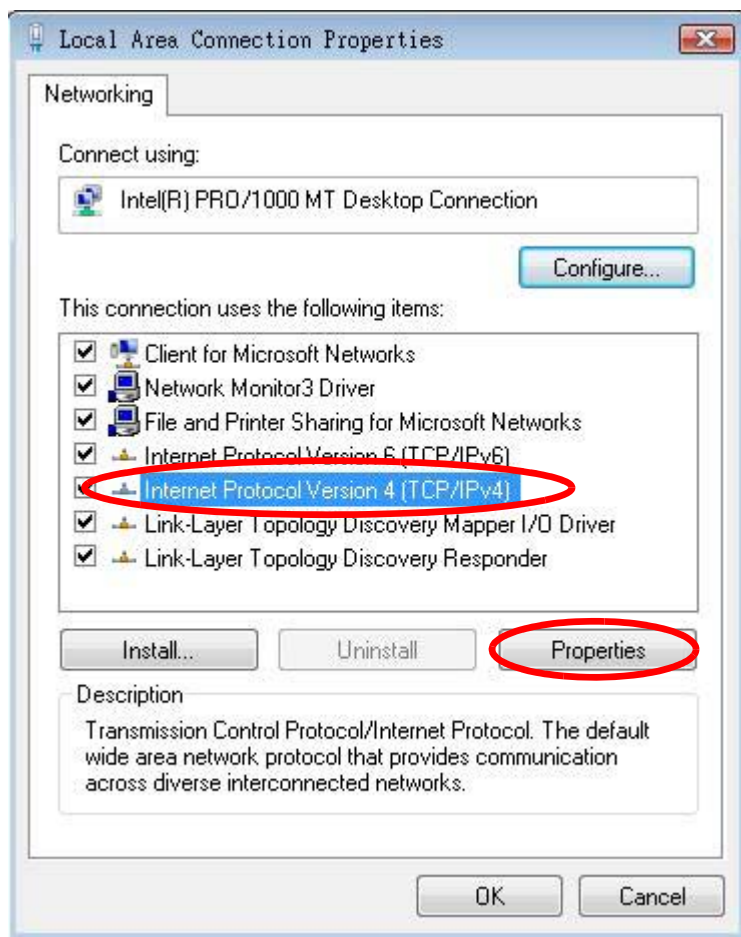 Local Area Connection Properties
Networking
Connect using:
Intel(R) PRO/1000 MT Desktop Connection
Configure...
This connection uses the following items:
Client for Microsoft Networks
Network Monitor3 Driver
File and Printer Sharing for Microsoft Networks
Internet Protocol Version 6 (TCP/IPv6)
Internet Protocol Version 4 (TCP/IPv4)
Link-Layer Topology Discovery Mapper I/O Driver
Link-Layer Topology Discovery Responder
Install...
Uninstall
Properties
Description
Transmission Control Protocol/Internet Protocol. The default
wide area network protocol that provides communication
across diverse interconnected networks.
OK
Cancel